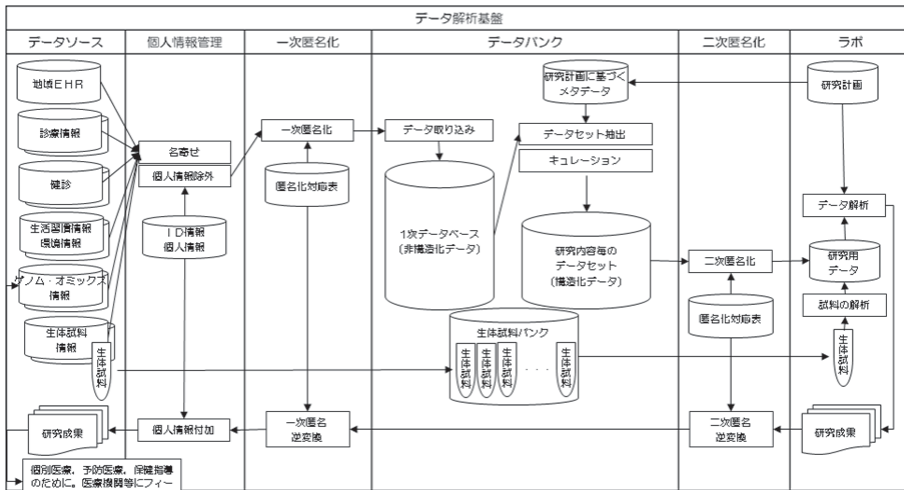 データ解析基盤
データソース
個人情報管理
一次匿名化
データバンク
二次匿名化
ラボ
地域EHR
診療情報
健診
生活習慣情報
環境情報
ゲノム・オミックス
情報
生体試料
情報
生体試料
研究成果
個別医療,予防医療,保健指導
のために。医療機関等にフィー
名寄せ
個人情報除外
ID情報
個人情報
個人情報付加
一次匿名化
匿名化対応表
一次匿名
逆変換
研究計画に基づく
メタデータ
データ取り込み
データセット抽出
キュレーション
1次データベース
(非構造化データ)
研究内容毎の
データセット
(構造化データ)
生体試料バンク
生体試料
生体試料
生体試料
・・・
生体試料
二次匿名化
匿名化対応表
二次匿名
逆変換
研究計画
データ解析
研究用
データ
試料の解析
生体試料
研究成果